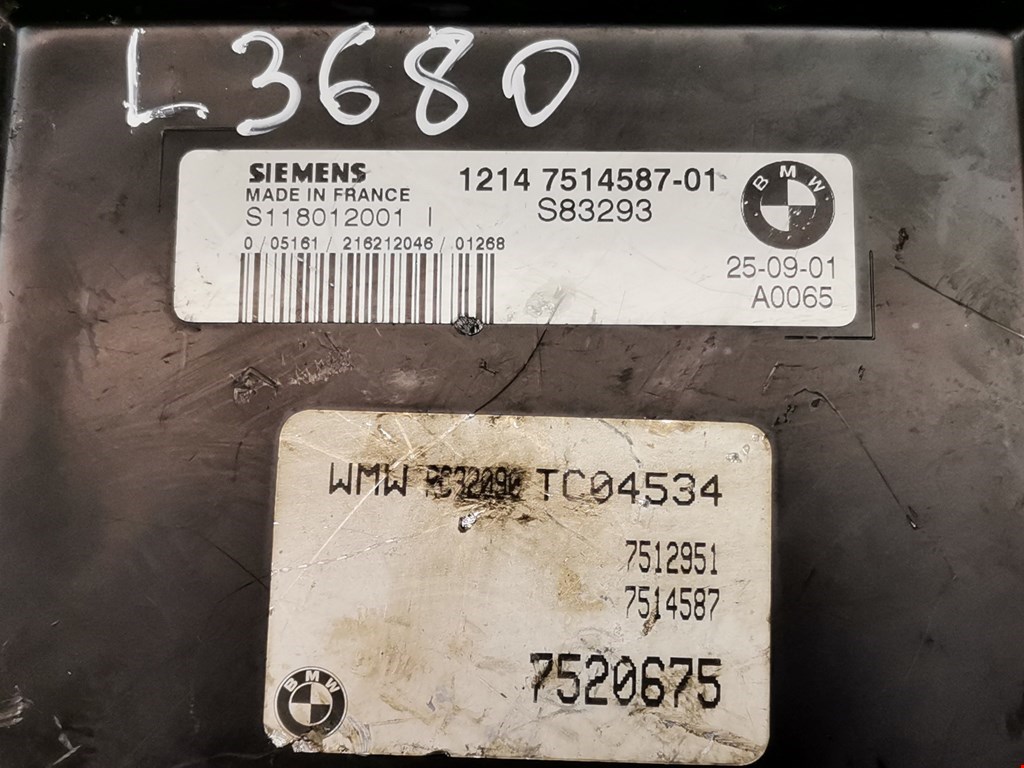 L3680
SIEMENS
MADE IN FRANCE
S118012001 I
0 / 05161 / 216212046 / 01268
1214 7514587-01
S83293
BMW
25-09-01
A0065
WMW TC04534
7512951
7514587
7520675
BMW